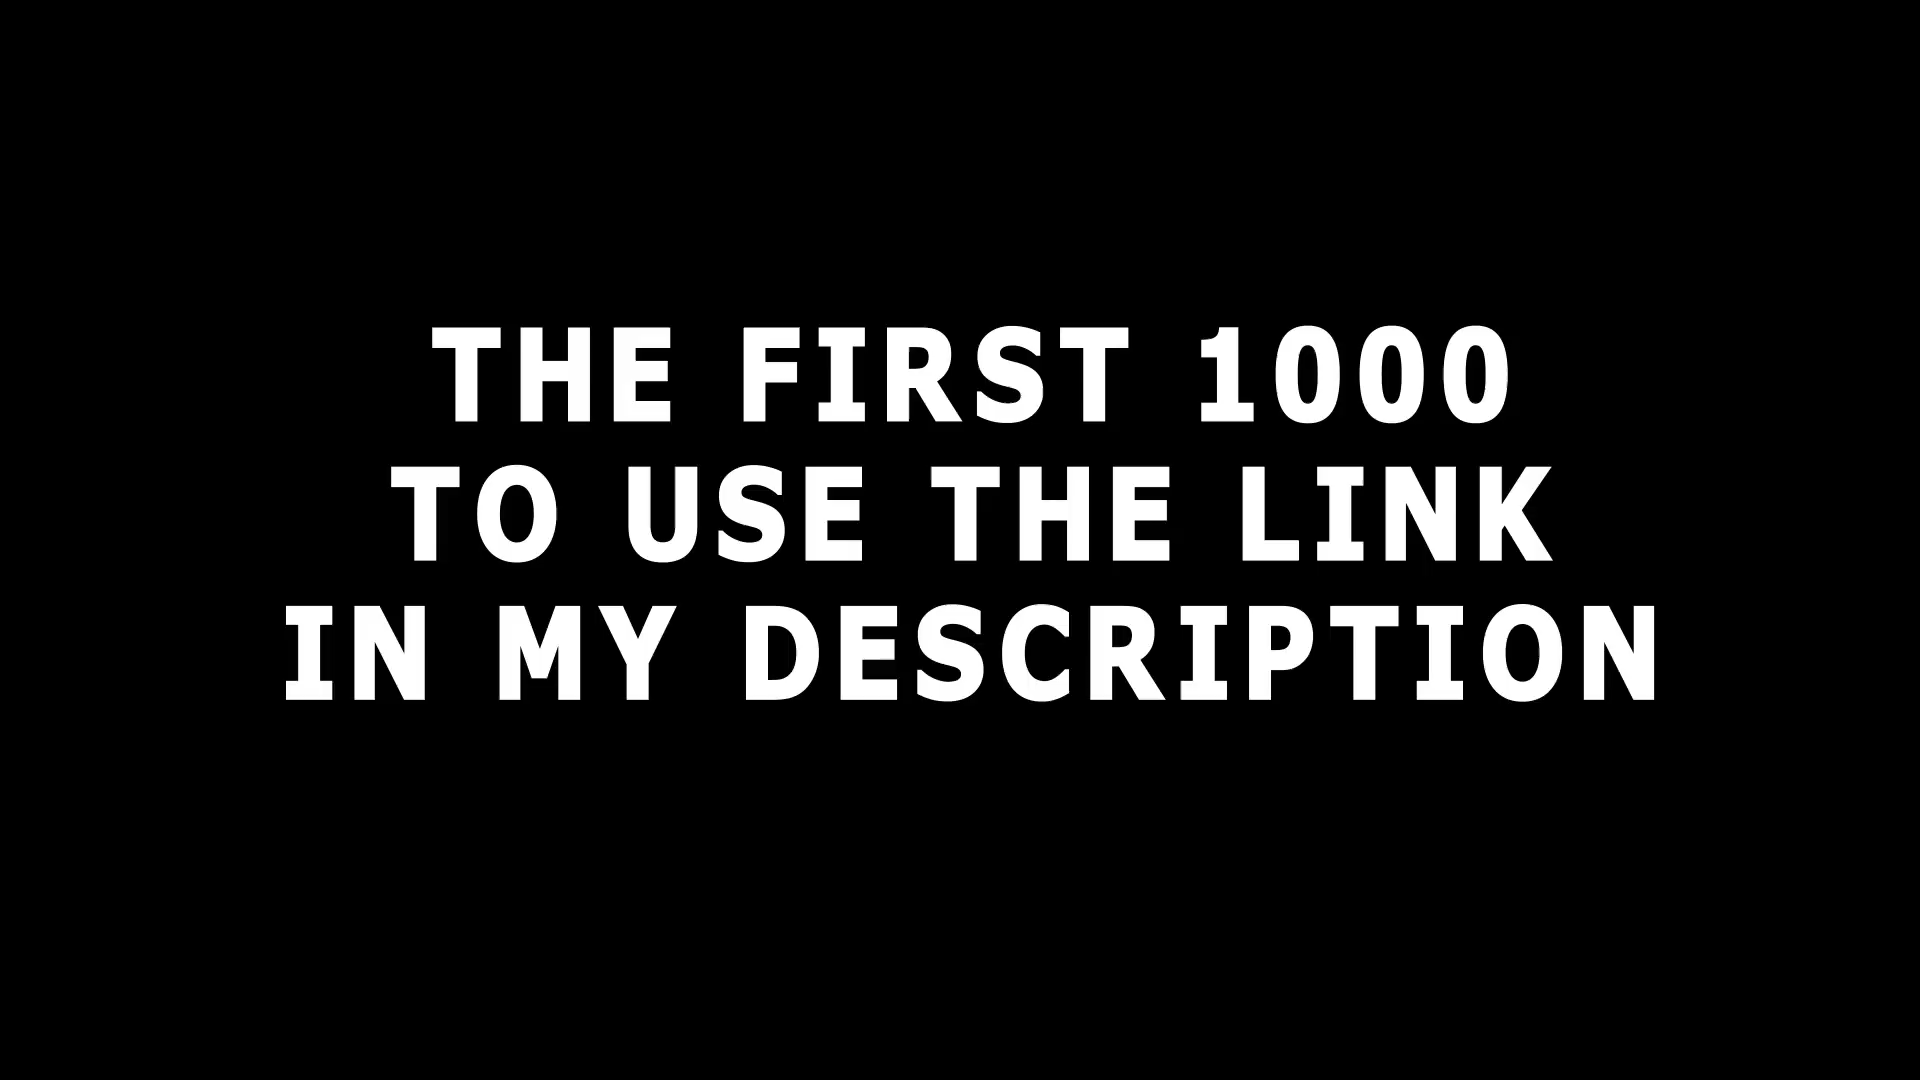 THE FIRST 1000
TO USE THE LINK
IN MY DESCRIPTION